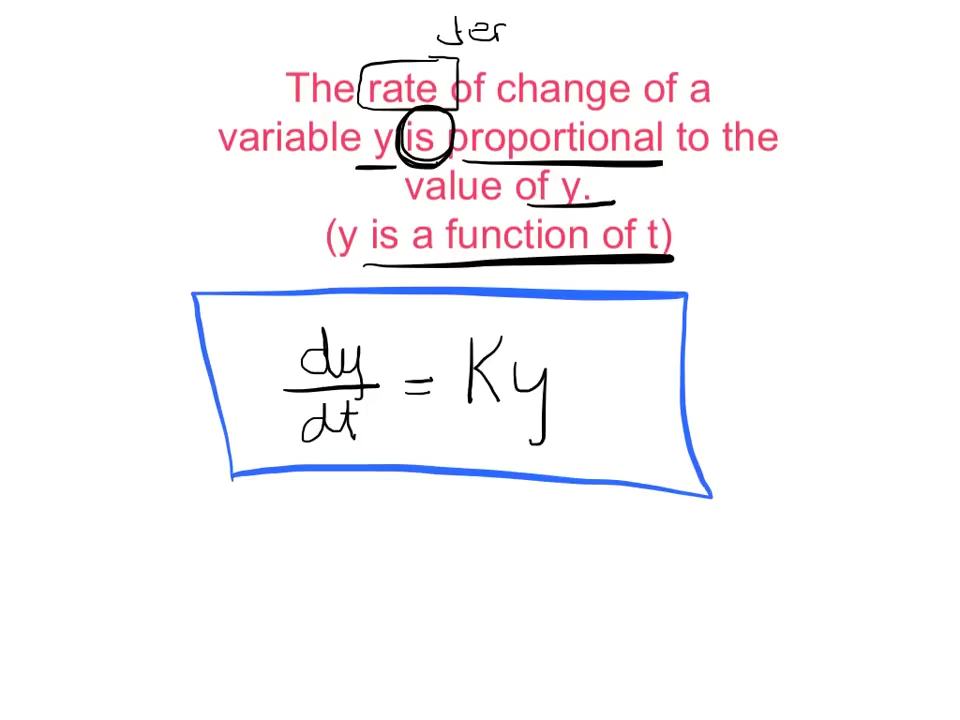 The rate of change of a
variable y is proportional to the
value of y.
(y is a function of t)
dy/dt = Ky